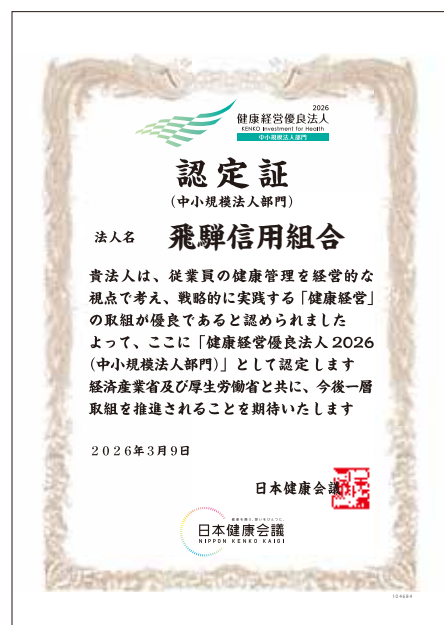 2026
健康経営優良法人
KENKO Investment for Health
中小規模法人部門
認定証
(中小規模法人部門)
法人名 飛騨信用組合
貴法人は、従業員の健康管理を経営的な
視点で考え、戦略的に実践する「健康経営」
の取組が優良であると認められました
よって、ここに「健康経営優良法人2026
(中小規模法人部門)」として認定します
経済産業省及び厚生労働省と共に、今後一層
取組を推進されることを期待いたします
2026年3月9日
日本健康会議
日本健康会議
NIPPON KENKO KAIGI
164684